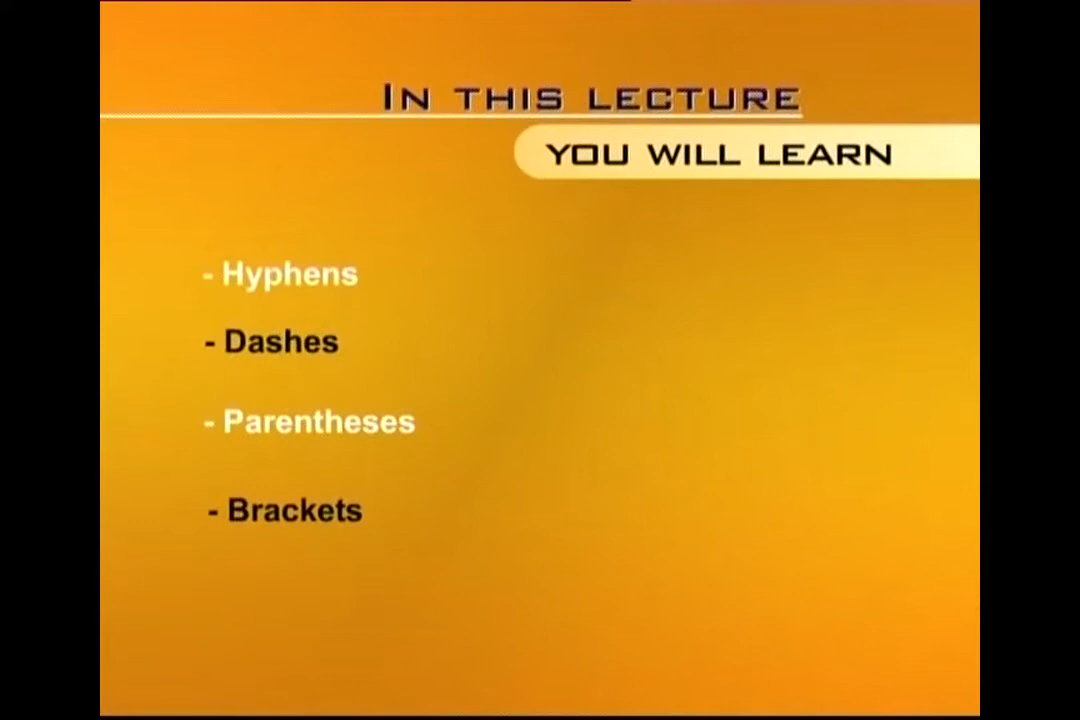 In this lecture
you will learn
- Hyphens
- Dashes
- Parentheses
- Brackets